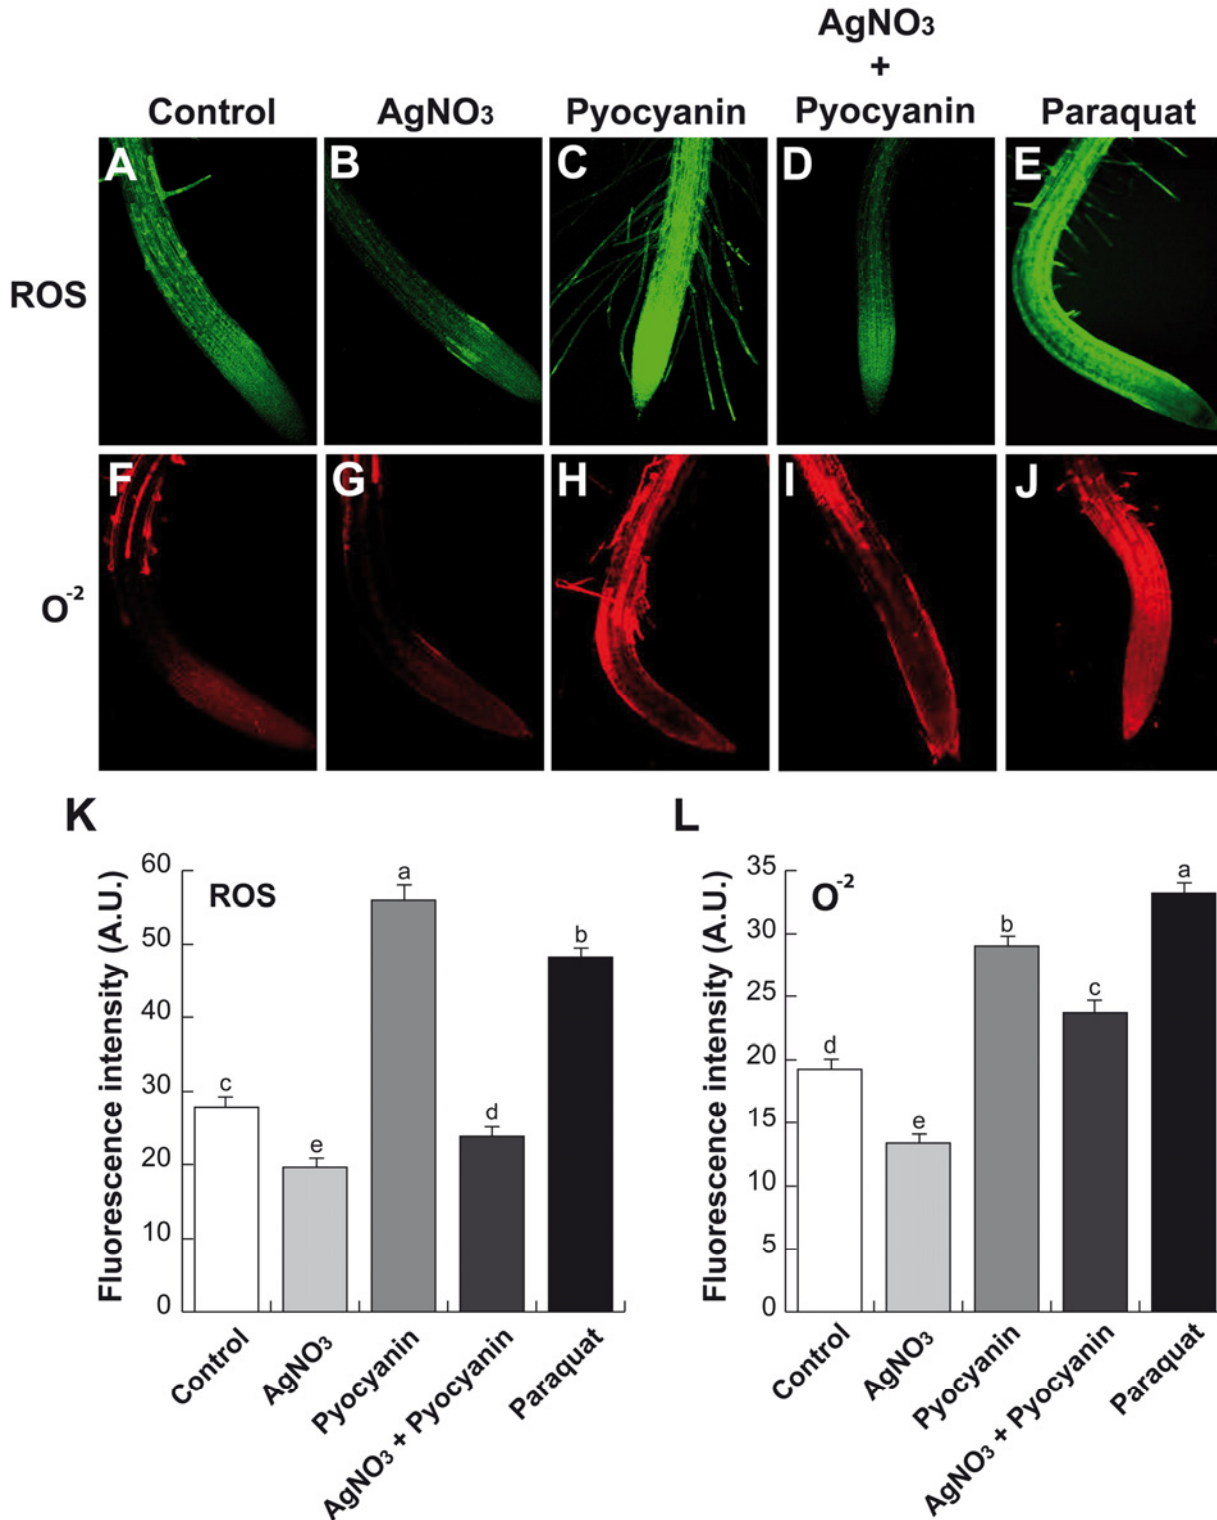 AgNO3
+
Control AgNO3 Pyocyanin Pyocyanin Paraquat
A B C D E
ROS
F G H I J
O-2
K
Fluorescence intensity (A.U.)
ROS
60
50
40
30
20
10
0
c
e
a
d
b
Control
AgNO3
Pyocyanin
AgNO3 + Pyocyanin
Paraquat
L
Fluorescence intensity (A.U.)
O-2
35
30
25
20
15
10
5
0
d
e
b
c
a
Control
AgNO3
Pyocyanin
AgNO3 + Pyocyanin
Paraquat